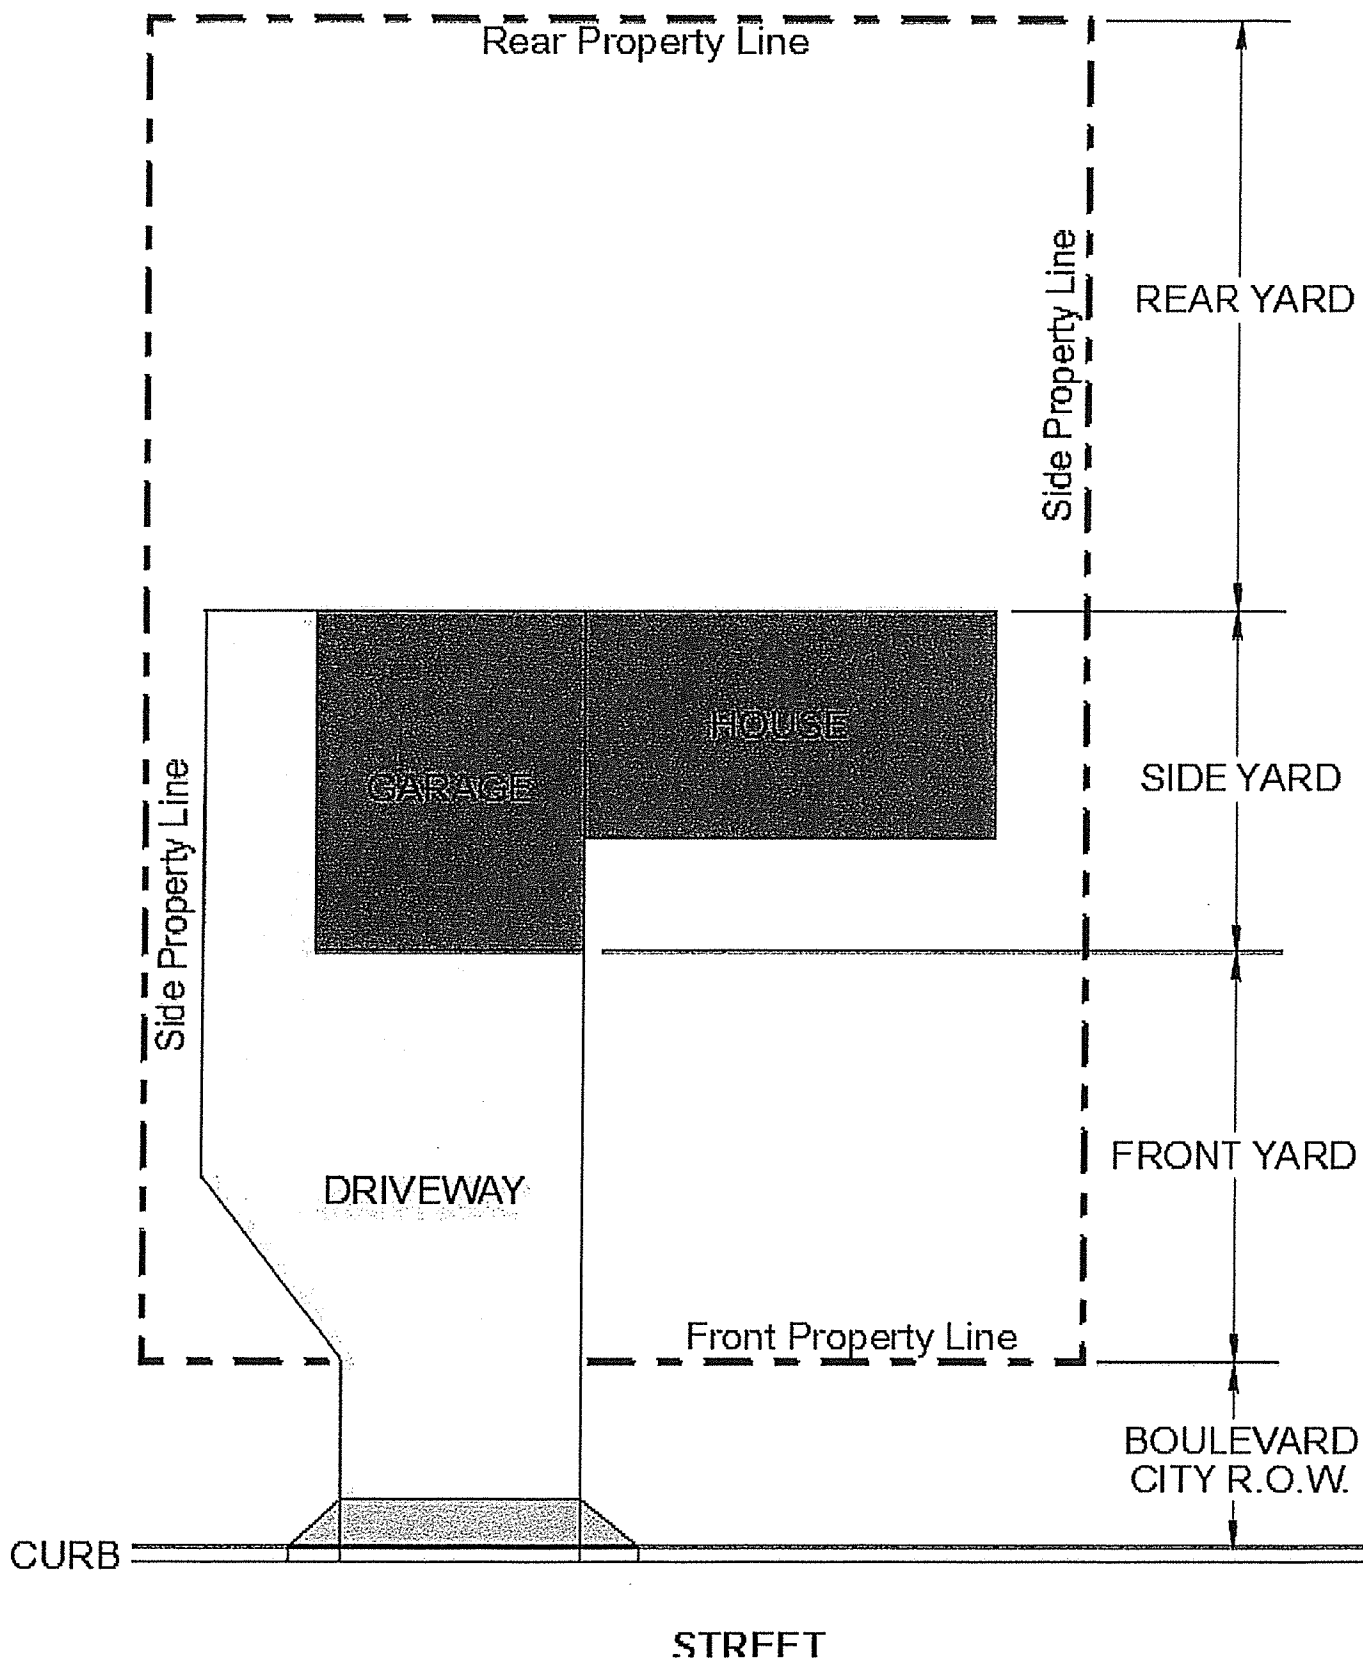 Rear Property Line
Side Property Line
REAR YARD
HOUSE
GARAGE
SIDE YARD
Side Property Line
FRONT YARD
DRIVEWAY
Front Property Line
BOULEVARD
CITY R.O.W.
CURB
STREET